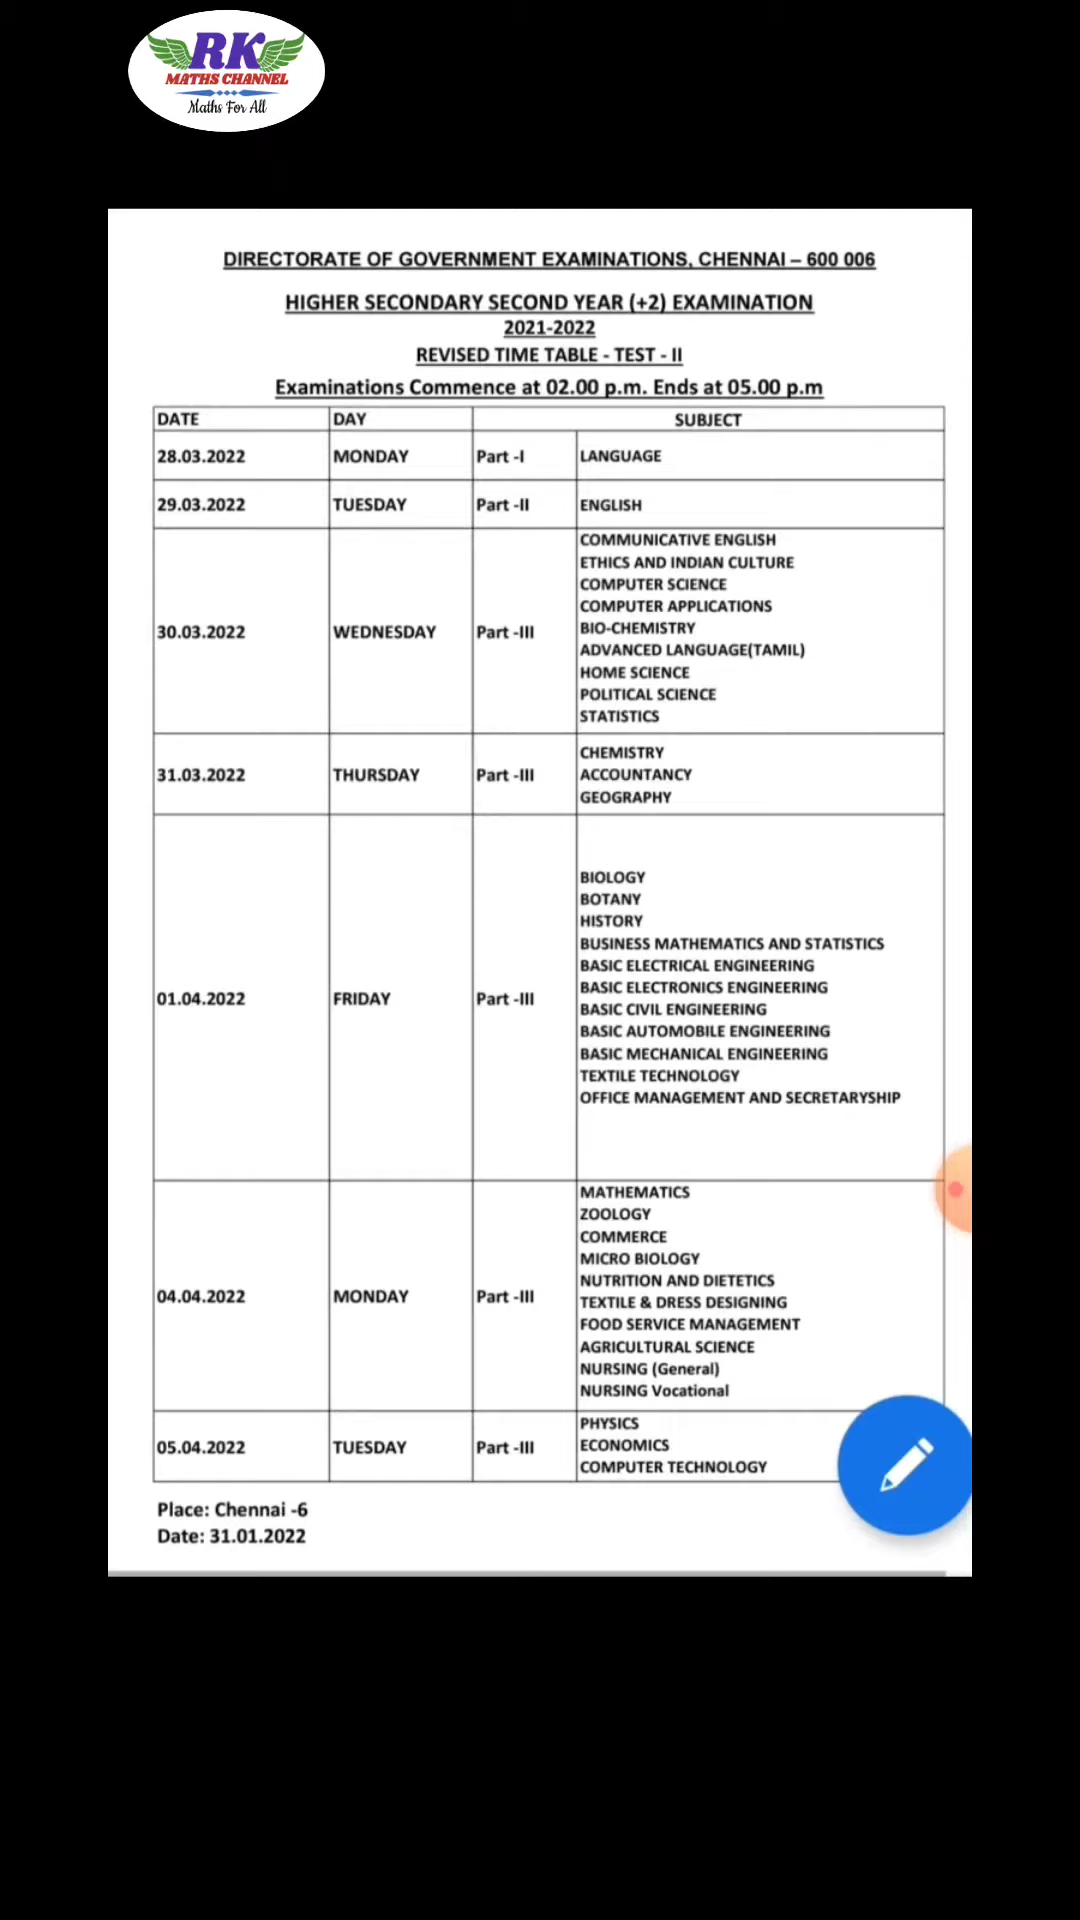 RK
MATHS CHANNEL
Maths For All
DIRECTORATE OF GOVERNMENT EXAMINATIONS, CHENNAI – 600 006
HIGHER SECONDARY SECOND YEAR (+2) EXAMINATION
2021-2022
REVISED TIME TABLE - TEST - II
Examinations Commence at 02.00 p.m. Ends at 05.00 p.m
DATE DAY SUBJECT
28.03.2022 MONDAY Part -I LANGUAGE
29.03.2022 TUESDAY Part -II ENGLISH
COMMUNICATIVE ENGLISH
ETHICS AND INDIAN CULTURE
COMPUTER SCIENCE
COMPUTER APPLICATIONS
30.03.2022 WEDNESDAY Part -III BIO-CHEMISTRY
ADVANCED LANGUAGE(TAMIL)
HOME SCIENCE
POLITICAL SCIENCE
STATISTICS
CHEMISTRY
31.03.2022 THURSDAY Part -III ACCOUNTANCY
GEOGRAPHY
BIOLOGY
BOTANY
HISTORY
BUSINESS MATHEMATICS AND STATISTICS
BASIC ELECTRICAL ENGINEERING
01.04.2022 FRIDAY Part -III BASIC ELECTRONICS ENGINEERING
BASIC CIVIL ENGINEERING
BASIC AUTOMOBILE ENGINEERING
BASIC MECHANICAL ENGINEERING
TEXTILE TECHNOLOGY
OFFICE MANAGEMENT AND SECRETARYSHIP
MATHEMATICS
ZOOLOGY
COMMERCE
MICRO BIOLOGY
NUTRITION AND DIETETICS
04.04.2022 MONDAY Part -III TEXTILE & DRESS DESIGNING
FOOD SERVICE MANAGEMENT
AGRICULTURAL SCIENCE
NURSING (General)
NURSING Vocational
PHYSICS
05.04.2022 TUESDAY Part -III ECONOMICS
COMPUTER TECHNOLOGY
Place: Chennai -6
Date: 31.01.2022